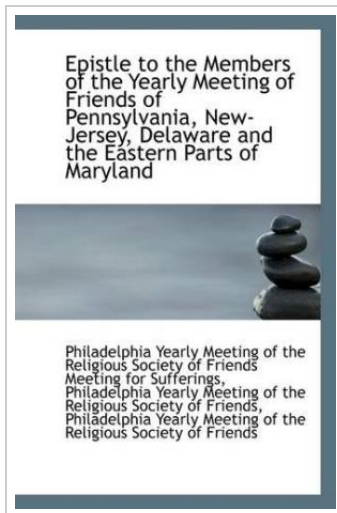 Epistle to the Members
of the Yearly Meeting of
Friends of
Pennsylvania, New-
Jersey, Delaware and
the Eastern Parts of
Maryland
Philadelphia Yearly Meeting of the
Religious Society of Friends
Meeting for Sufferings,
Philadelphia Yearly Meeting of the
Religious Society of Friends,
Philadelphia Yearly Meeting of the
Religious Society of Friends